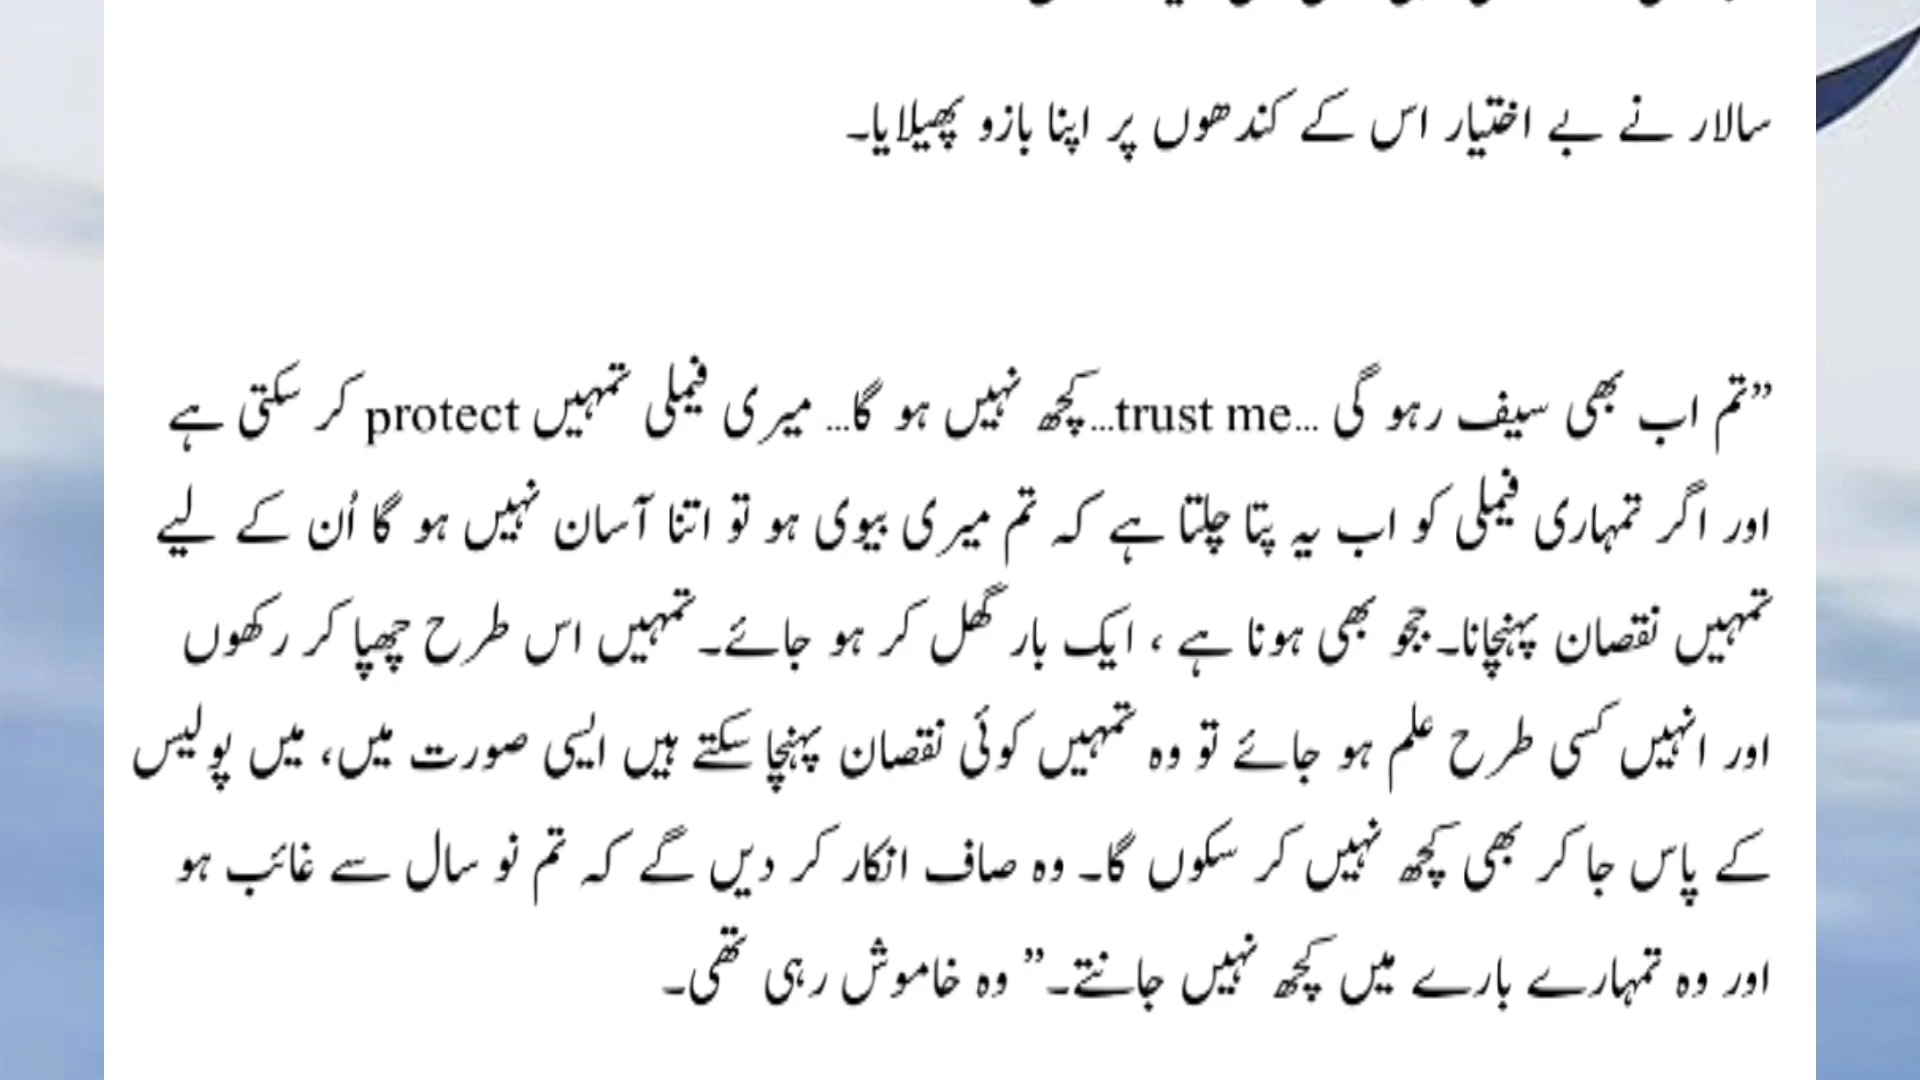 سالار نے بے اختیار اس کے کندھوں پر اپنا بازو پھیلایا۔
”تم اب بھی سیف رہو گی …trust me…کچھ نہیں ہو گا… میری فیملی تمہیں protect کر سکتی ہے
اور اگر تمہاری فیملی کو اب یہ پتا چلتا ہے کہ تم میری بیوی ہو تو اتنا آسان نہیں ہو گا اُن کے لیے
تمہیں نقصان پہنچانا۔ جو بھی ہونا ہے ، ایک بار کُھل کر ہو جائے۔ تمہیں اس طرح چھپا کر رکھوں
اور انہیں کسی طرح علم ہو جائے تو وہ تمہیں کوئی نقصان پہنچا سکتے ہیں ایسی صورت میں، میں پولیس
کے پاس جا کر بھی کچھ نہیں کر سکوں گا۔ وہ صاف انکار کر دیں گے کہ تم نو سال سے غائب ہو
اور وہ تمہارے بارے میں کچھ نہیں جانتے۔” وہ خاموش رہی تھی۔